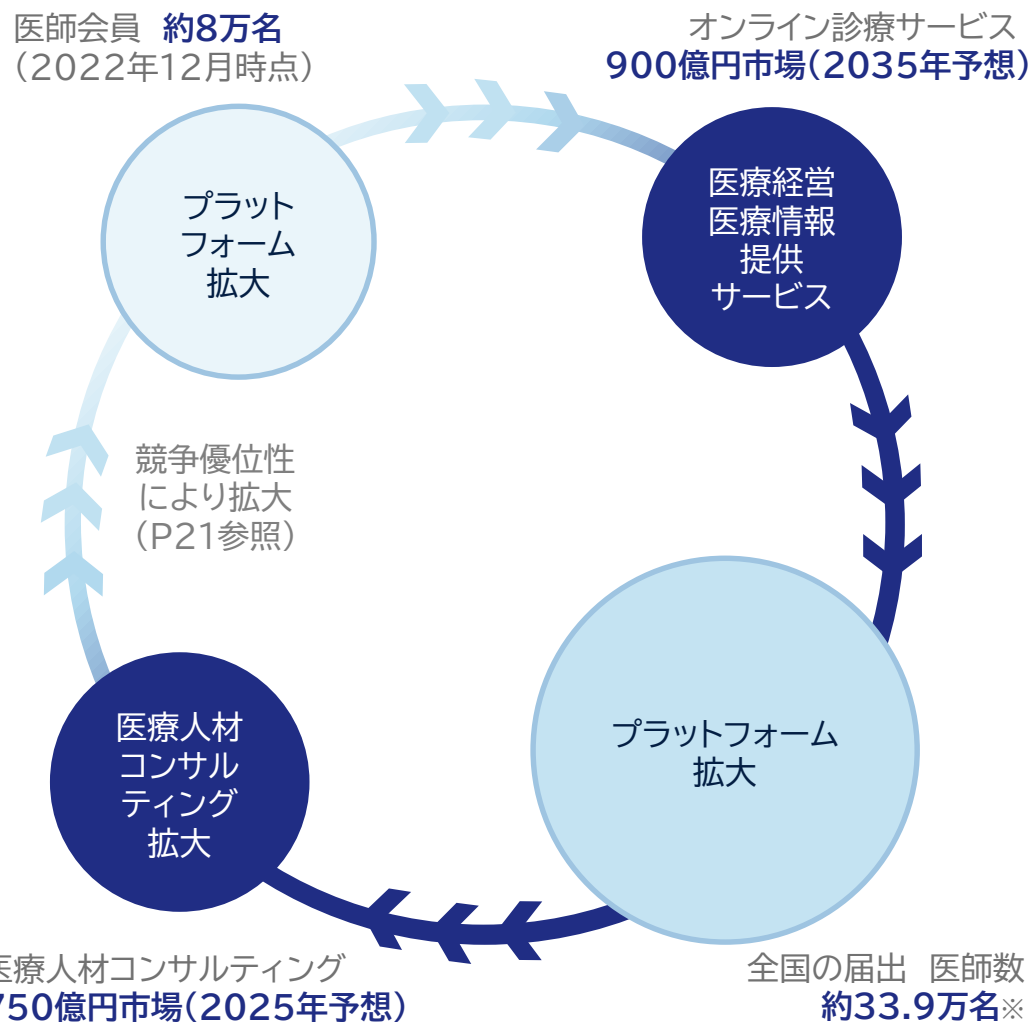 医師会員 約8万名
（2022年12月時点）
オンライン診療サービス
900億円市場（2035年予想）
プラット
フォーム
拡大
医療経営
医療情報
提供
サービス
競争優位性
により拡大
（P21参照）
医療人材
コンサル
ティング
拡大
プラットフォーム
拡大
医療人材コンサルティング
750億円市場（2025年予想）
全国の届出 医師数
約33.9万名※